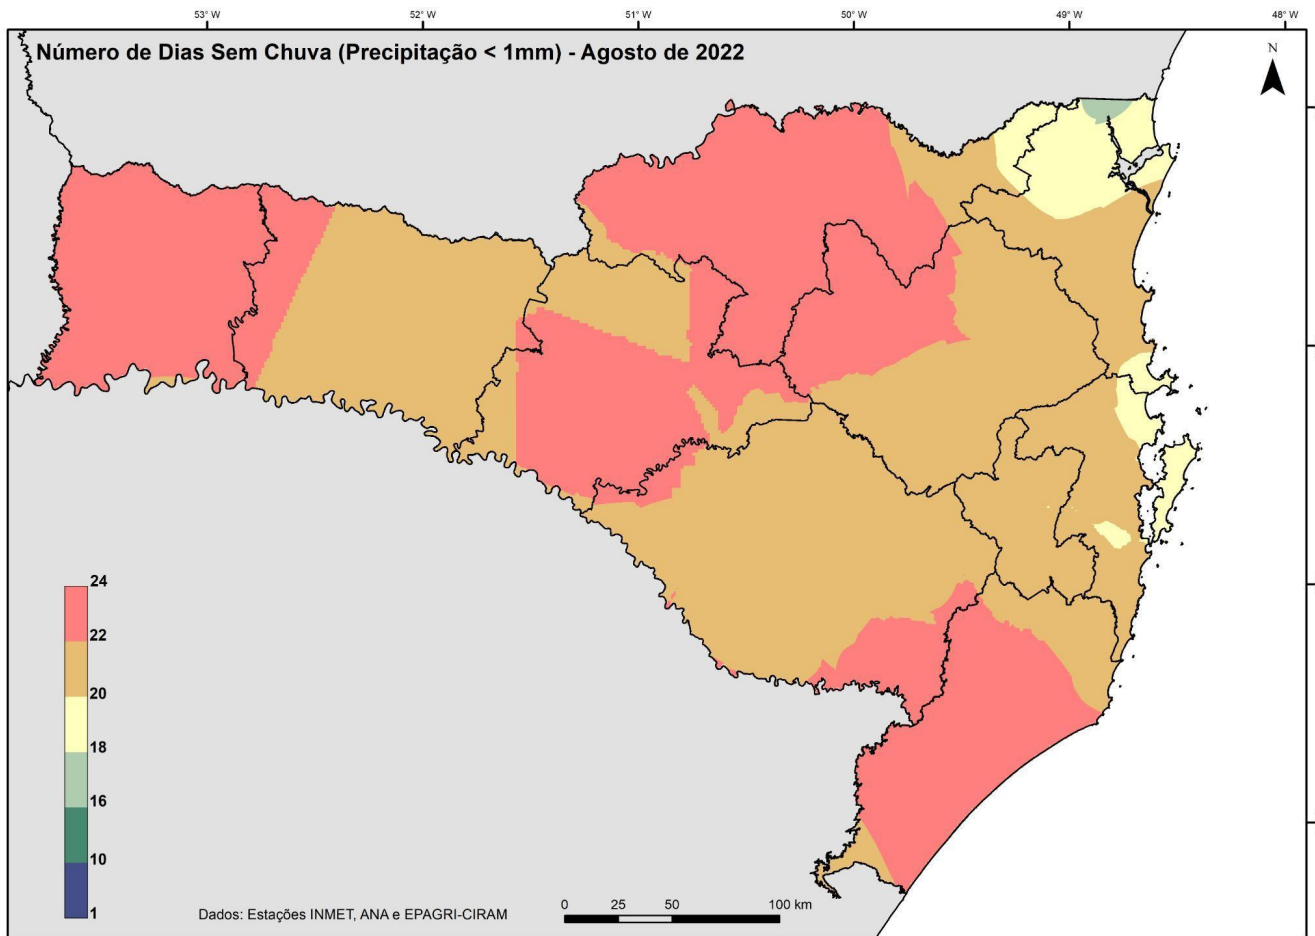 53° W
52° W
51° W
50° W
49° W
48° W
Número de Dias Sem Chuva (Precipitação < 1mm) - Agosto de 2022
N
24
22
20
18
16
10
1
Dados: Estações INMET, ANA e EPAGRI-CIRAM
0 25 50 100 km